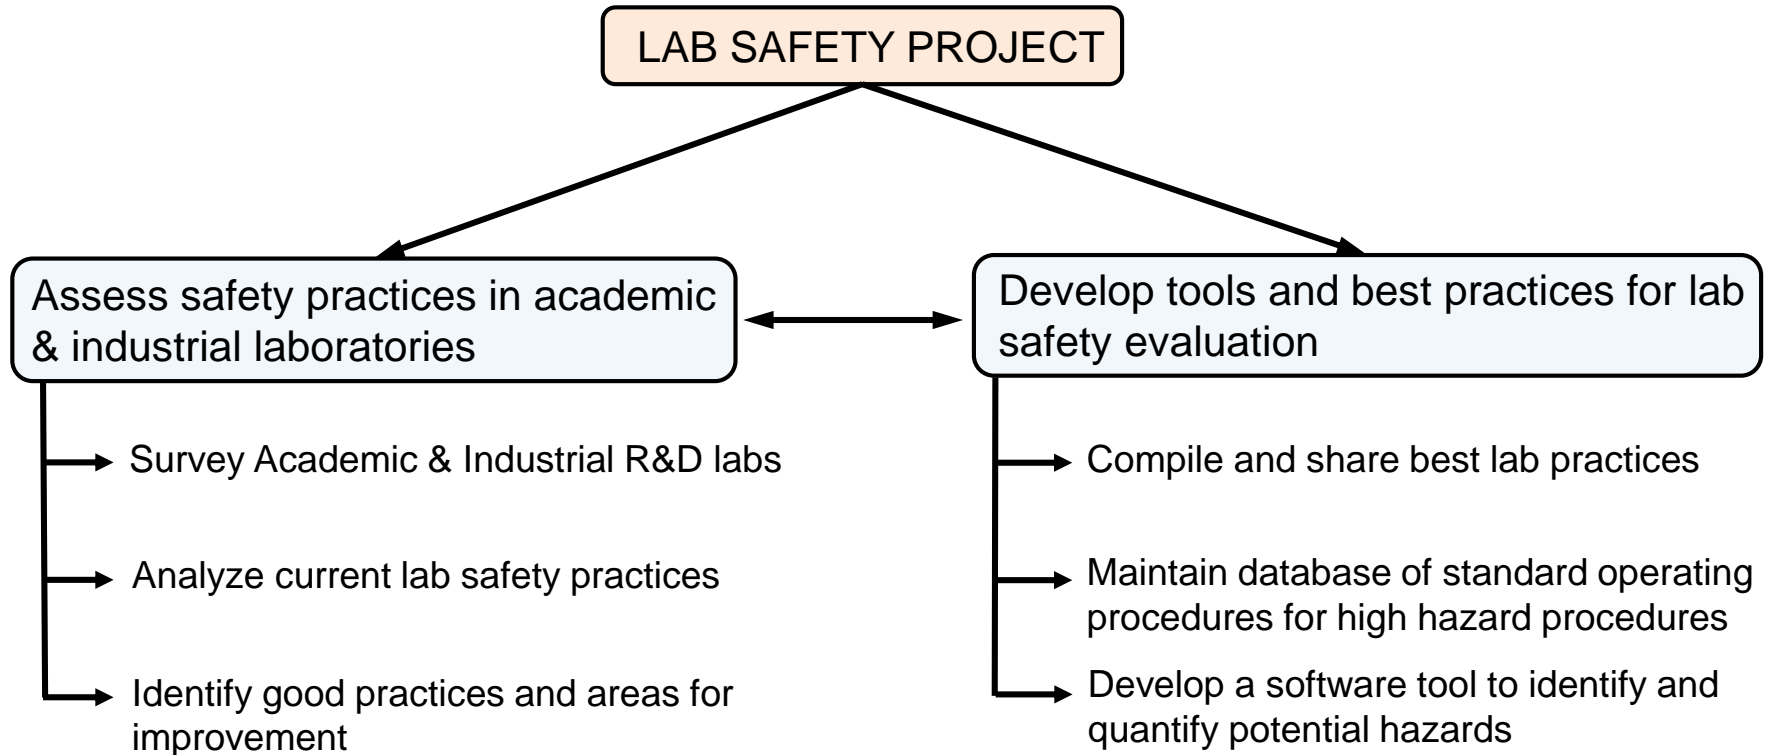 LAB SAFETY PROJECT
Assess safety practices in academic
& industrial laboratories
Survey Academic & Industrial R&D labs
Analyze current lab safety practices
Identify good practices and areas for
improvement
Develop tools and best practices for lab
safety evaluation
Compile and share best lab practices
Maintain database of standard operating
procedures for high hazard procedures
Develop a software tool to identify and
quantify potential hazards